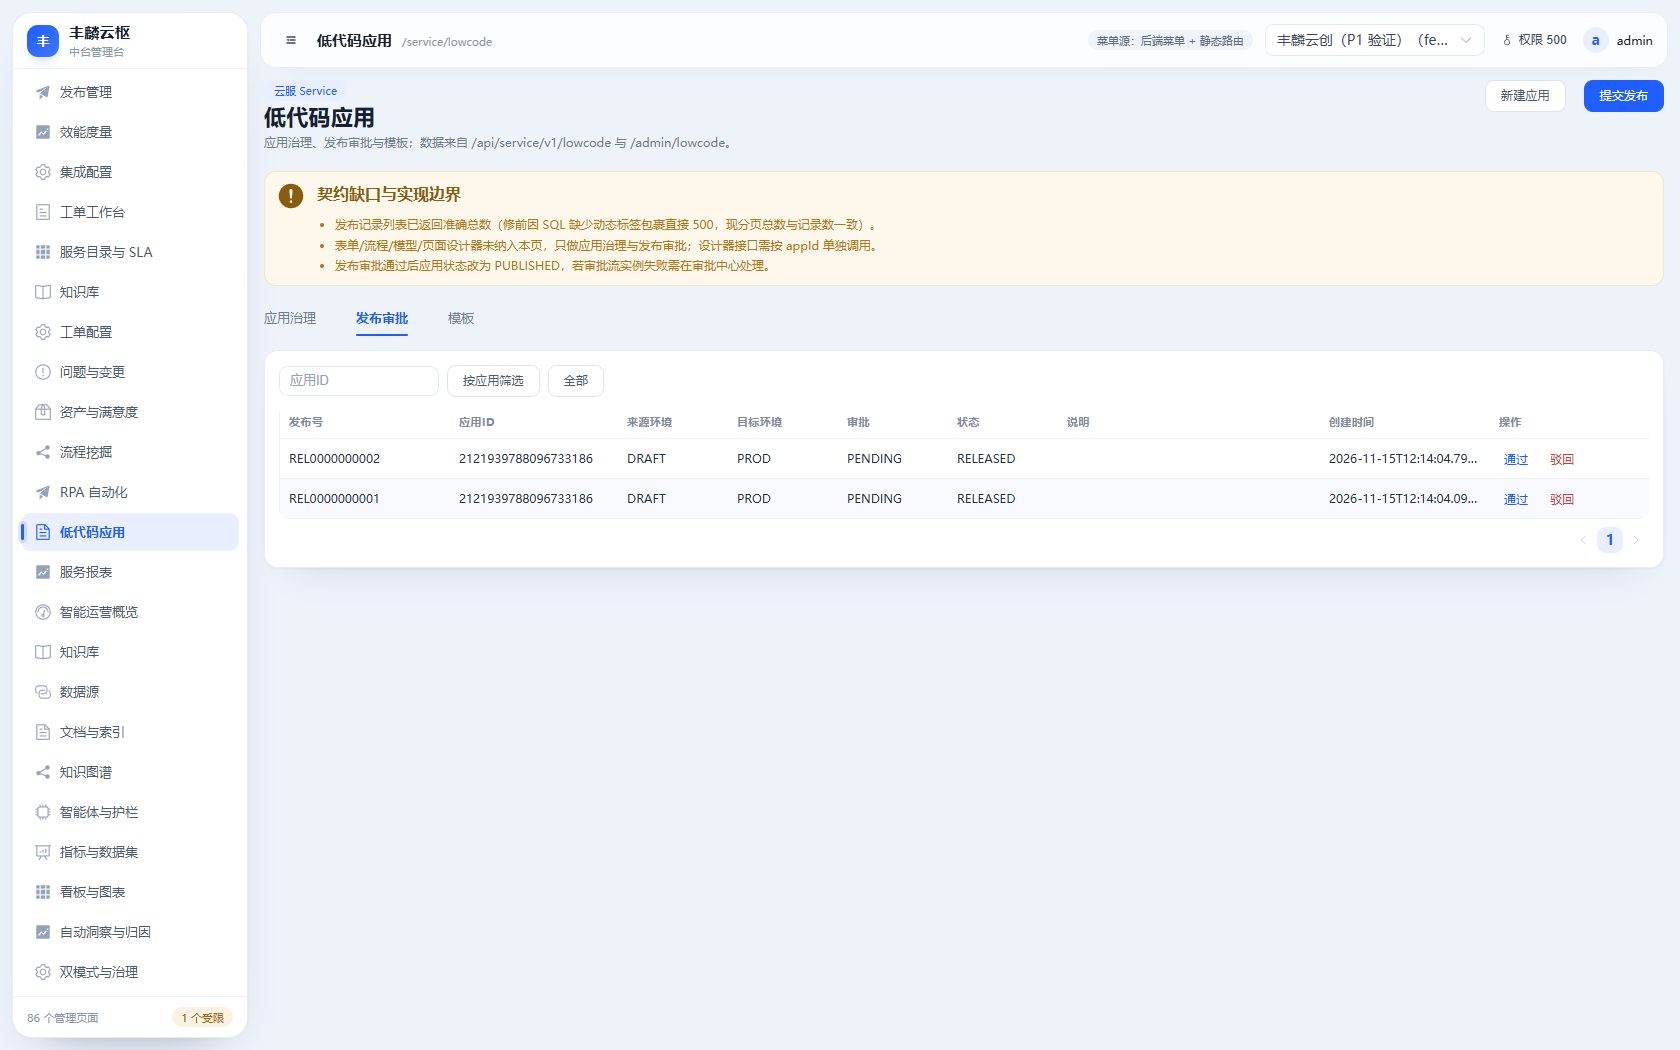 丰
丰麟云枢
中台管理台
发布管理
效能度量
集成配置
工单工作台
服务目录与 SLA
知识库
工单配置
问题与变更
资产与满意度
流程挖掘
RPA 自动化
低代码应用
服务报表
智能运营概览
知识库
数据源
文档与索引
知识图谱
智能体与护栏
指标与数据集
看板与图表
自动洞察与归因
双模式与治理
86 个管理页面
1 个受限
低代码应用 /service/lowcode
菜单源：后端菜单 + 静态路由
丰麟云创（P1 验证）（fe...
权限 500
a admin
云服 Service
低代码应用
应用治理、发布审批与模板；数据来自 /api/service/v1/lowcode 与 /admin/lowcode。
新建应用
提交发布
契约缺口与实现边界
• 发布记录列表已返回准确总数（修前因 SQL 缺少动态标签包裹直接 500，现分页总数与记录数一致）。
• 表单/流程/模型/页面设计器未纳入本页，只做应用治理与发布审批；设计器接口需按 appId 单独调用。
• 发布审批通过后应用状态改为 PUBLISHED，若审批流实例失败需在审批中心处理。
应用治理 发布审批 模板
应用ID 按应用筛选 全部
发布号 应用ID 来源环境 目标环境 审批 状态 说明 创建时间 操作
REL0000000002 2121939788096733186 DRAFT PROD PENDING RELEASED 2026-11-15T12:14:04.79... 通过 驳回
REL0000000001 2121939788096733186 DRAFT PROD PENDING RELEASED 2026-11-15T12:14:04.09... 通过 驳回
1